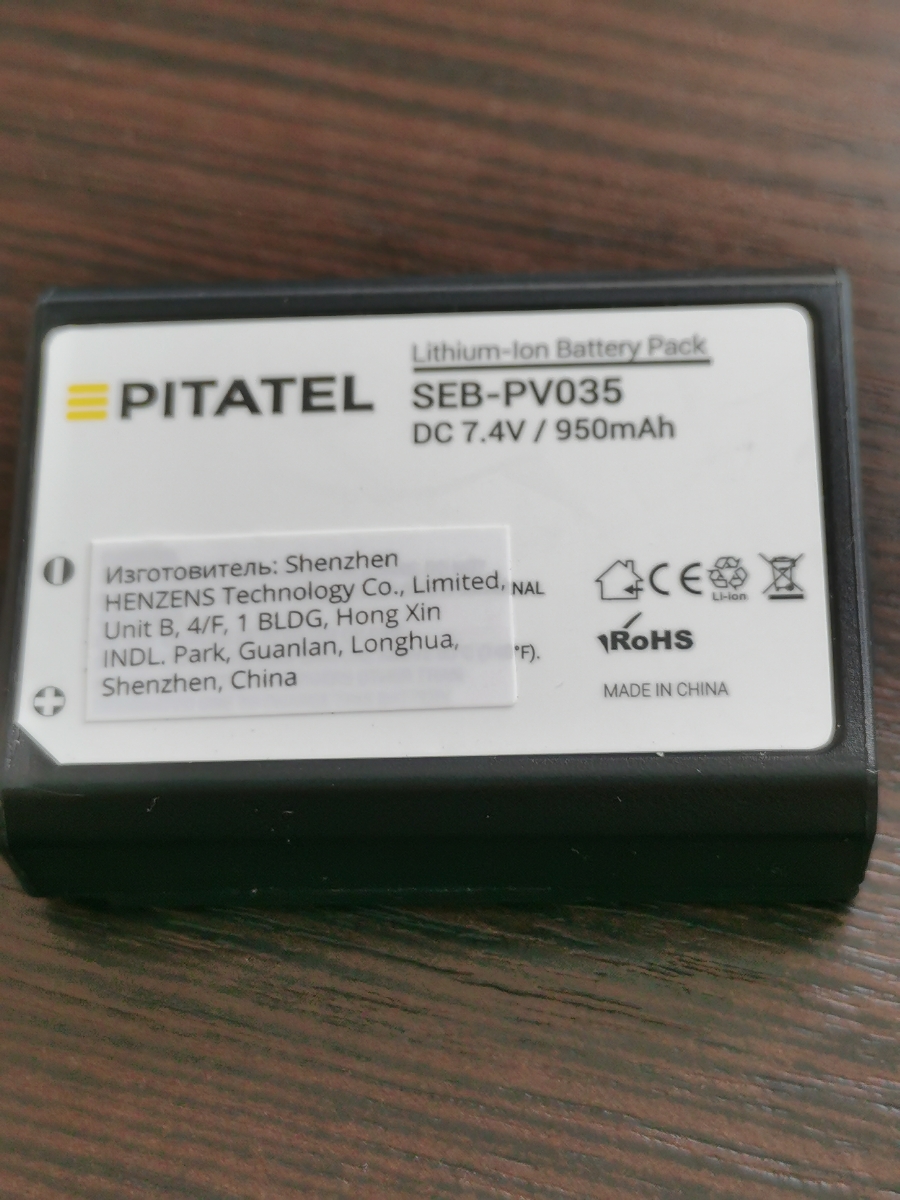 PITATEL
Lithium-Ion Battery Pack
SEB-PV035
DC 7.4V / 950mAh
Изготовитель: Shenzhen
HENZENS Technology Co., Limited,
Unit B, 4/F, 1 BLDG, Hong Xin
INDL. Park, Guanlan, Longhua,
Shenzhen, China
NAL
°F).
CE
Li-ion
RoHS
MADE IN CHINA